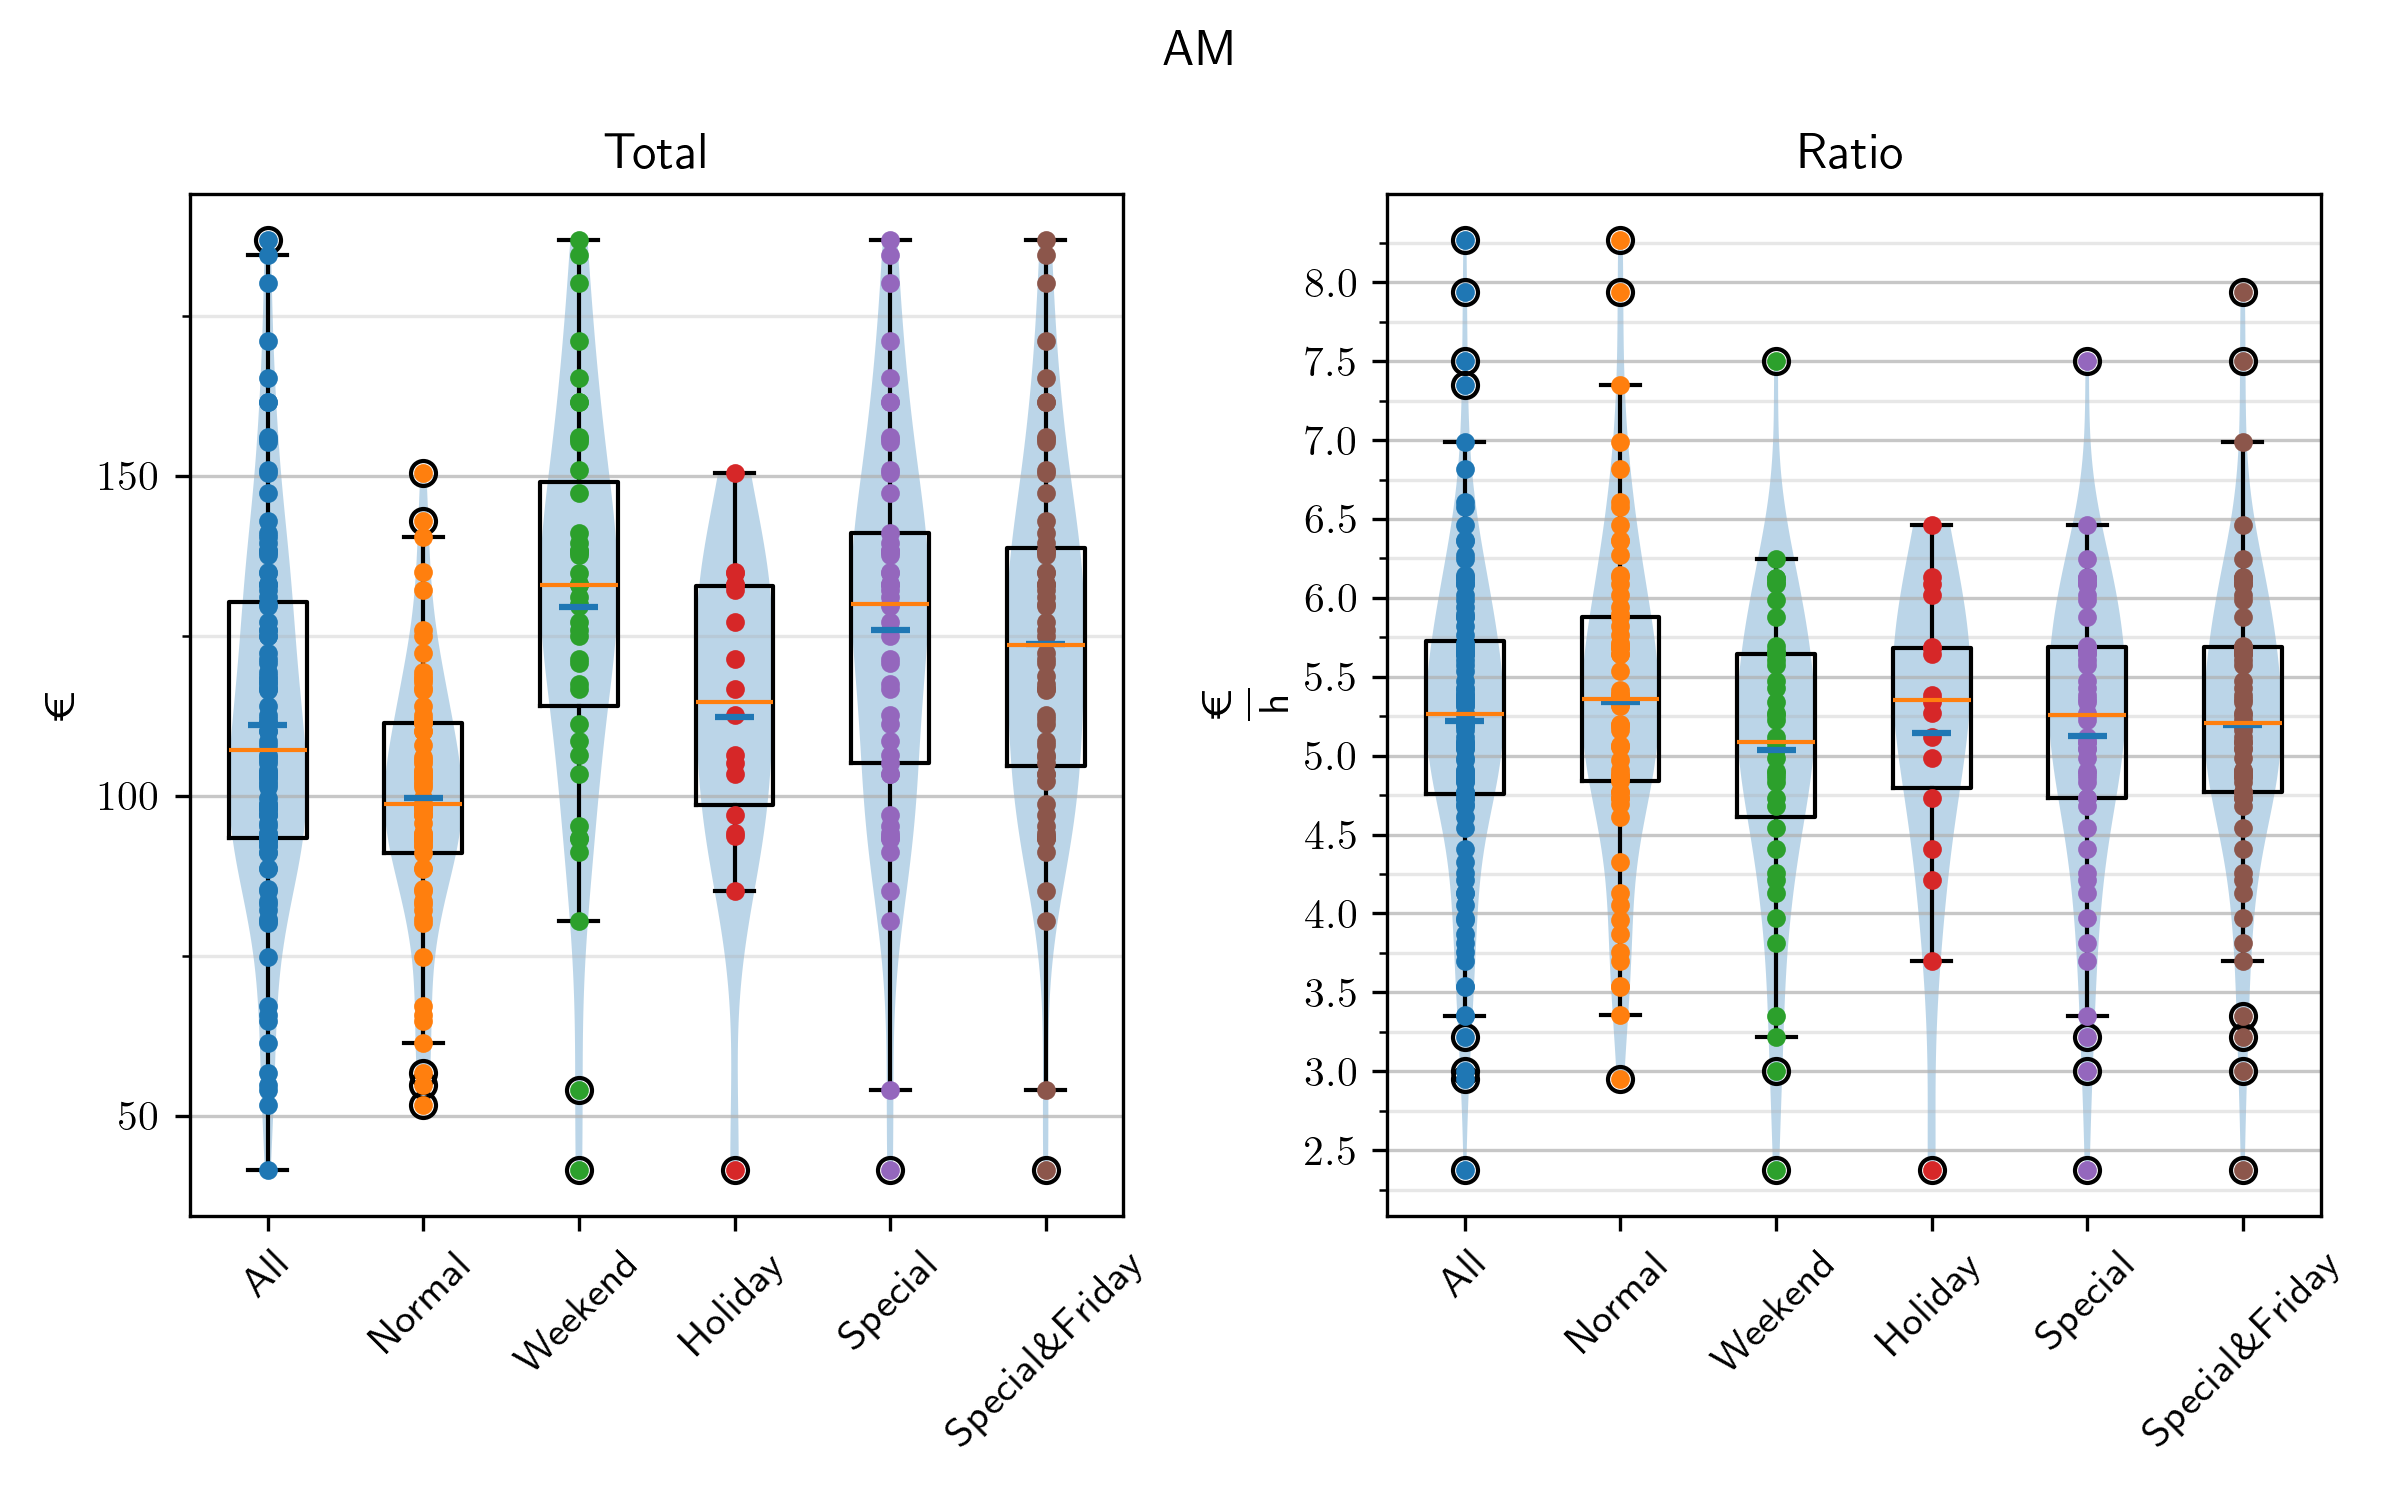 AM
Total
€
150
100
50
All
Normal
Weekend
Holiday
Special
Special&Friday
Ratio
€
h
8.0
7.5
7.0
6.5
6.0
5.5
5.0
4.5
4.0
3.5
3.0
2.5
All
Normal
Weekend
Holiday
Special
Special&Friday